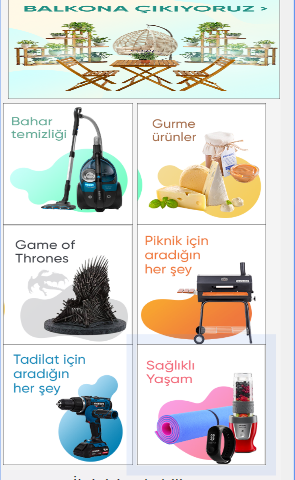 BALKONA ÇIKIYORUZ >
Bahar
temizliği
Gurme
ürünler
Game of
Thrones
Piknik için
aradığın
her şey
Tadilat için
aradığın
her şey
Sağlıklı
Yaşam